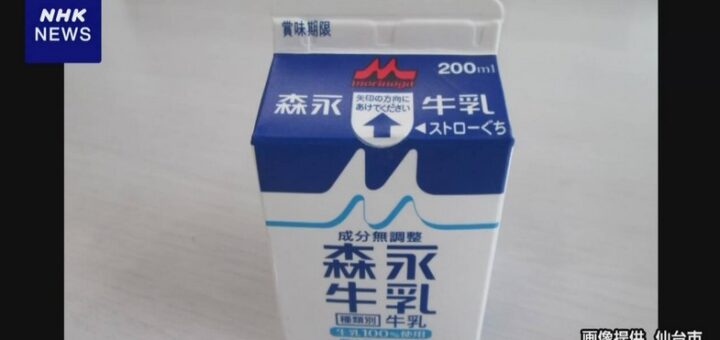 NHK
NEWS
賞味期限
200ml
morinaga
森永
矢印の方向に
あけてください
牛乳
◀ストローぐち
成分無調整
森永
牛乳
種類別 牛乳
生乳100%使用
画像提供 仙台市